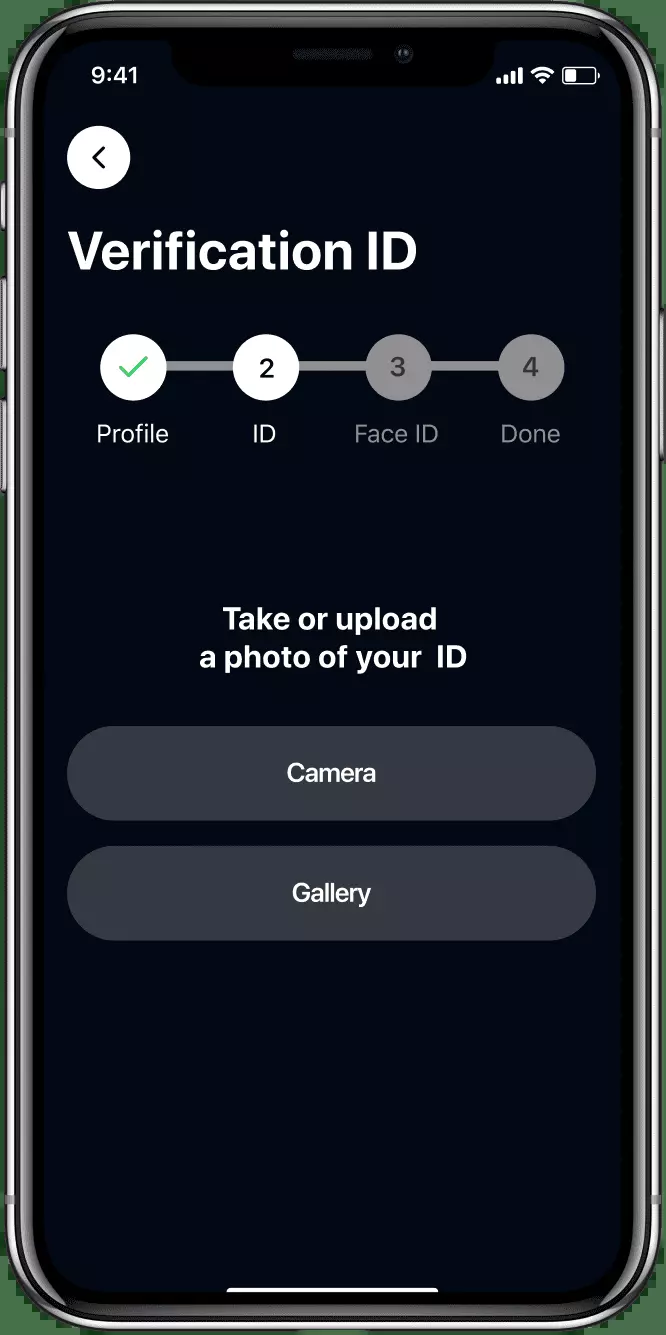 9:41
Verification ID
2 3 4
Profile ID Face ID Done
Take or upload
a photo of your ID
Camera
Gallery